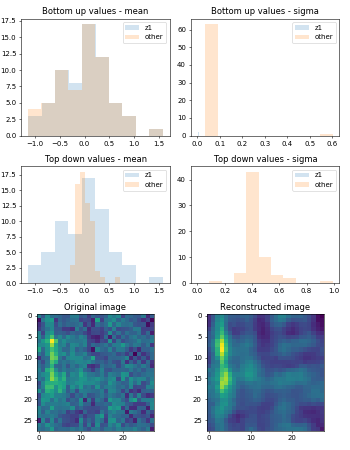 Bottom up values - mean
17.5
15.0
12.5
10.0
7.5
5.0
2.5
0.0
−1.0 −0.5 0.0 0.5 1.0 1.5
z1
other
Bottom up values - sigma
60
50
40
30
20
10
0
0.0 0.1 0.2 0.3 0.4 0.5 0.6
z1
other
Top down values - mean
17.5
15.0
12.5
10.0
7.5
5.0
2.5
0.0
−1.0 −0.5 0.0 0.5 1.0 1.5
z1
other
Top down values - sigma
40
30
20
10
0
0.0 0.2 0.4 0.6 0.8 1.0
z1
other
Original image
0
5
10
15
20
25
0 10 20
Reconstructed image
0
5
10
15
20
25
0 10 20